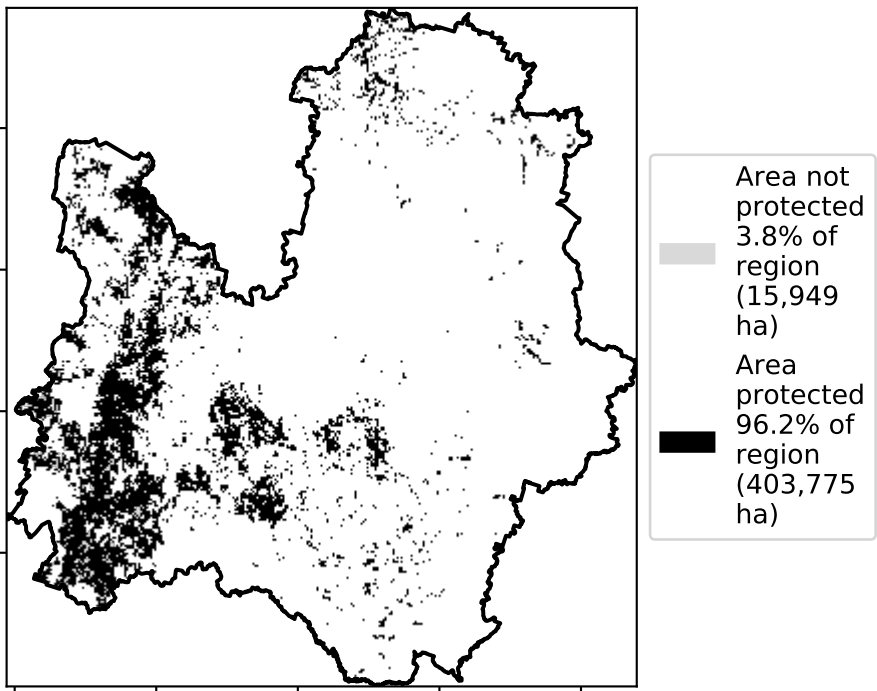 Area not
protected
3.8% of
region
(15,949
ha)
Area
protected
96.2% of
region
(403,775
ha)